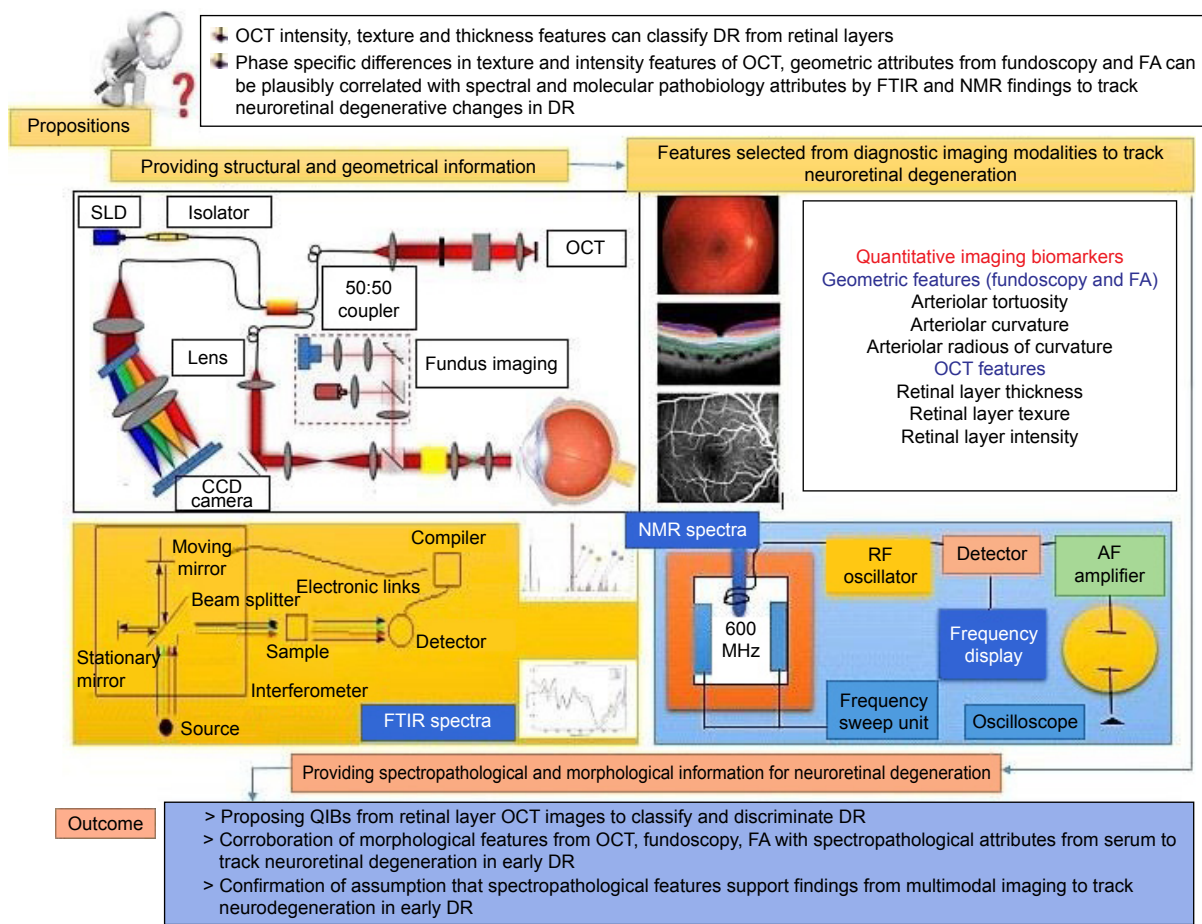 OCT intensity, texture and thickness features can classify DR from retinal layers
Phase specific differences in texture and intensity features of OCT, geometric attributes from fundoscopy and FA can
be plausibly correlated with spectral and molecular pathobiology attributes by FTIR and NMR findings to track
neuroretinal degenerative changes in DR
?
Propositions
Providing structural and geometrical information
Features selected from diagnostic imaging modalities to track
neuroretinal degeneration
SLD
Isolator
OCT
50:50
coupler
Lens
Fundus imaging
CCD
camera
Quantitative imaging biomarkers
Geometric features (fundoscopy and FA)
Arteriolar tortuosity
Arteriolar curvature
Arteriolar radious of curvature
OCT features
Retinal layer thickness
Retinal layer texure
Retinal layer intensity
Moving
mirror
Compiler
Electronic links
Beam splitter
Sample
Detector
Stationary
mirror
Interferometer
Source
FTIR spectra
NMR spectra
RF
oscillator
Detector
AF
amplifier
600
MHz
Frequency
display
Frequency
sweep unit
Oscilloscope
Providing spectropathological and morphological information for neuroretinal degeneration
Outcome
> Proposing QIBs from retinal layer OCT images to classify and discriminate DR
> Corroboration of morphological features from OCT, fundoscopy, FA with spectropathological attributes from serum to
track neuroretinal degeneration in early DR
> Confirmation of assumption that spectropathological features support findings from multimodal imaging to track
neurodegeneration in early DR